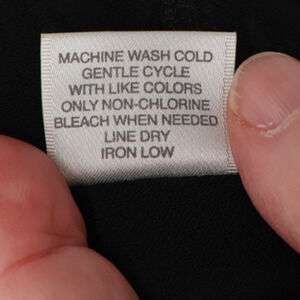 MACHINE WASH COLD
GENTLE CYCLE
WITH LIKE COLORS
ONLY NON-CHLORINE
BLEACH WHEN NEEDED
LINE DRY
IRON LOW